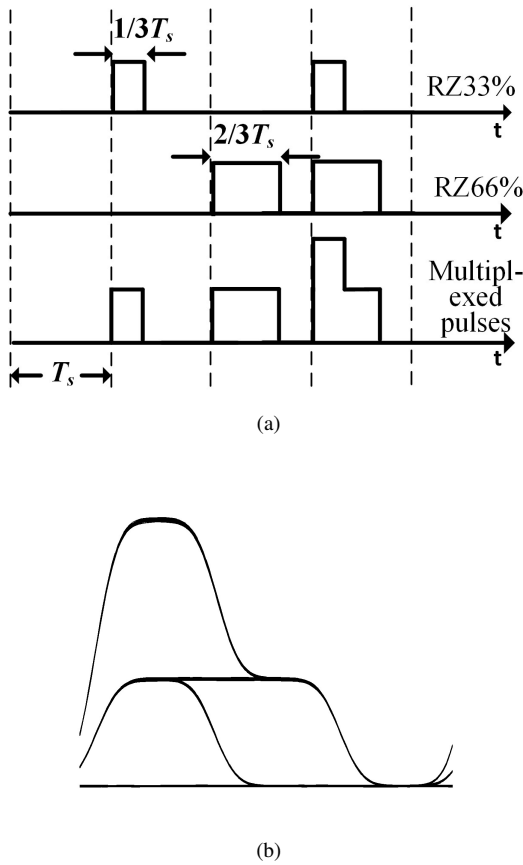 1/3Ts
RZ33%
t
2/3Ts
RZ66%
t
Multipl-
exed
pulses
t
Ts
(a)
(b)